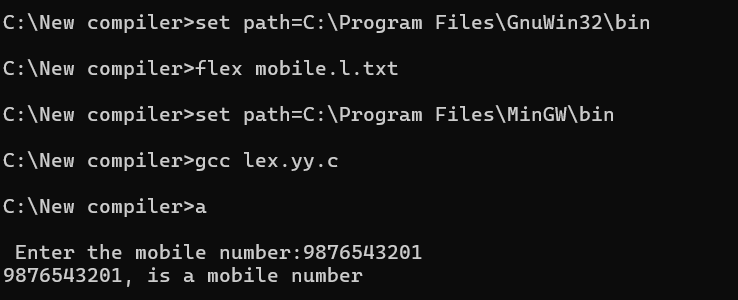 C:\New compiler>set path=C:\Program Files\GnuWin32\bin
C:\New compiler>flex mobile.l.txt
C:\New compiler>set path=C:\Program Files\MinGW\bin
C:\New compiler>gcc lex.yy.c
C:\New compiler>a
Enter the mobile number:9876543201
9876543201, is a mobile number